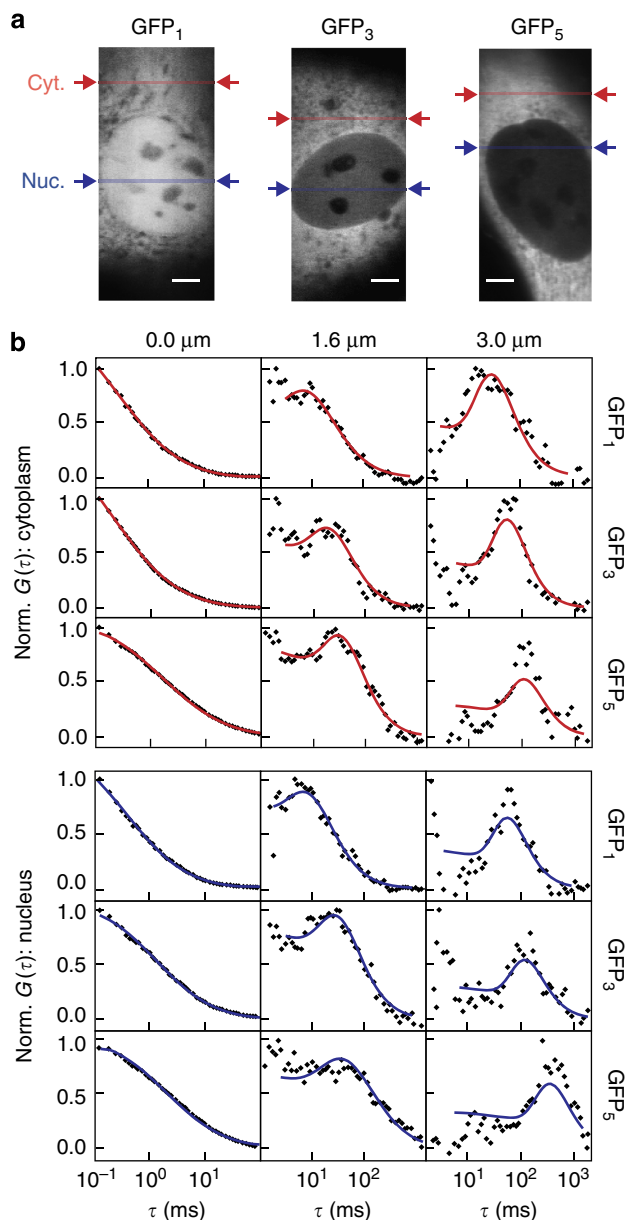 a
GFP1 GFP3 GFP5
Cyt.
Nuc.
b
0.0 μm 1.6 μm 3.0 μm
Norm. G(τ): cytoplasm
1.0
0.5
0.0
GFP1
1.0
0.5
0.0
GFP3
1.0
0.5
0.0
GFP5
Norm. G(τ): nucleus
1.0
0.5
0.0
GFP1
1.0
0.5
0.0
GFP3
1.0
0.5
0.0
GFP5
10⁻¹ 10⁰ 10¹ 10¹ 10² 10¹ 10² 10³
τ (ms) τ (ms) τ (ms)